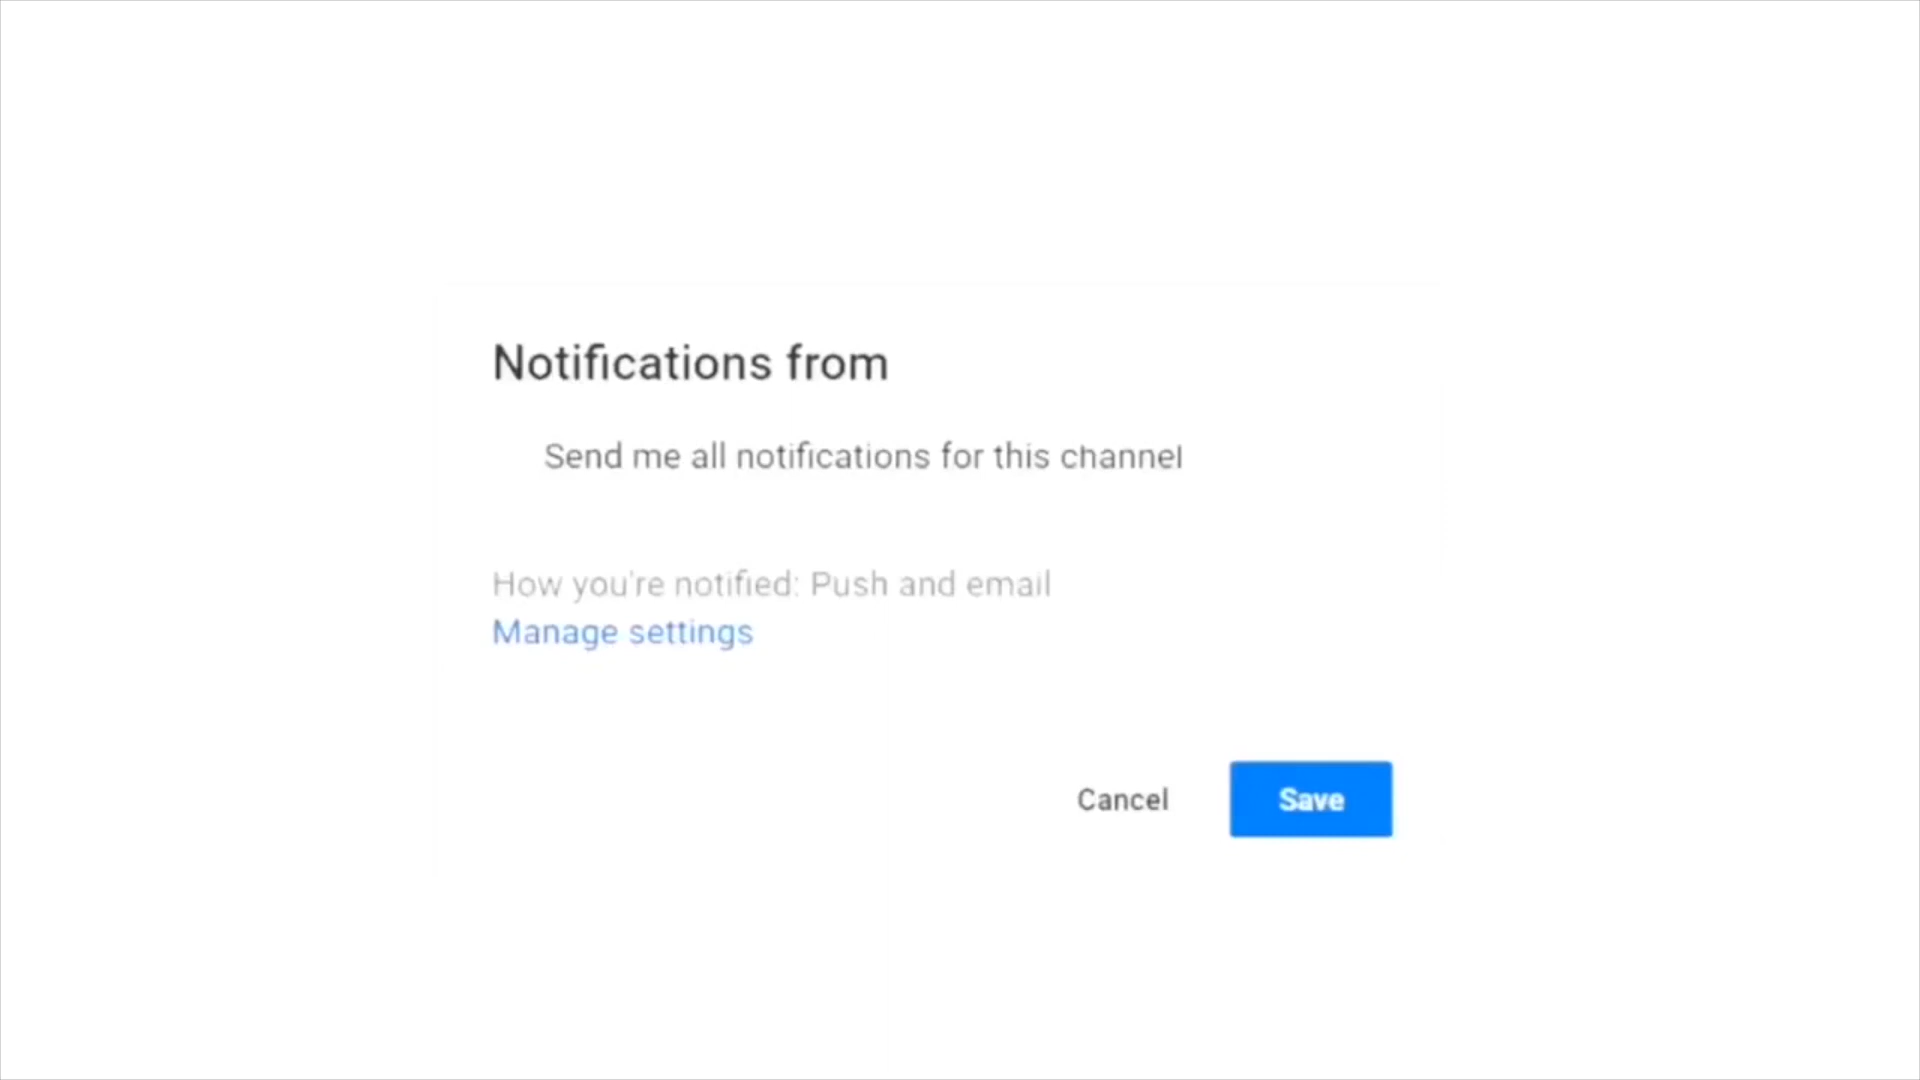 Notifications from
Send me all notifications for this channel
How you're notified: Push and email
Manage settings
Cancel
Save